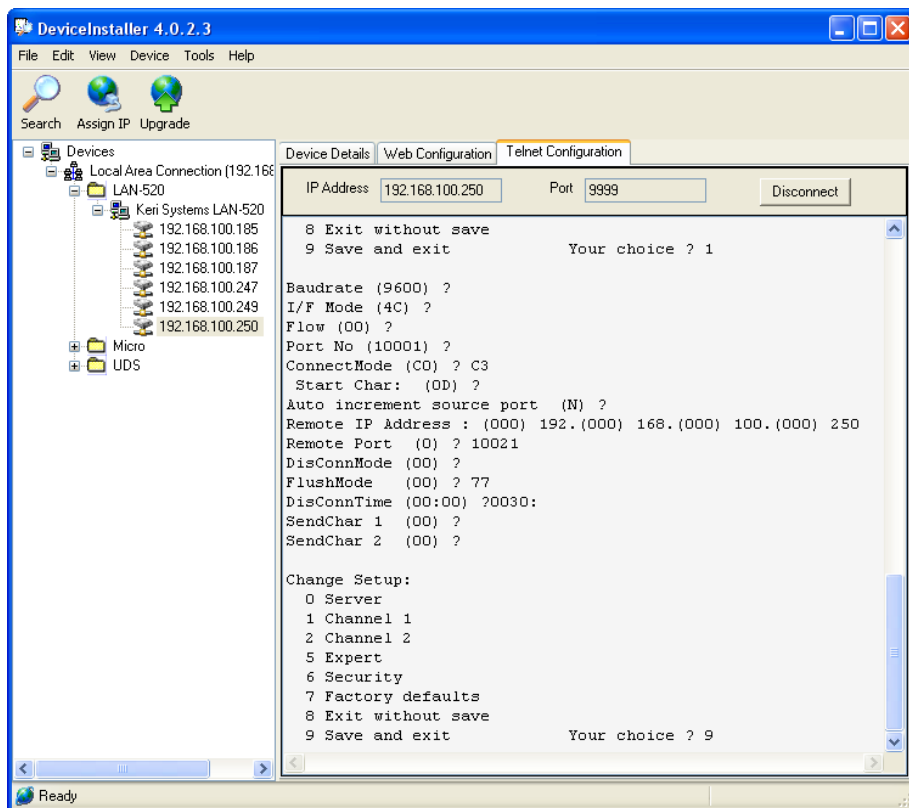 DeviceInstaller 4.0.2.3
File Edit View Device Tools Help
Search Assign IP Upgrade
Devices
Local Area Connection (192.168
LAN-520
Keri Systems LAN-520
192.168.100.185
192.168.100.186
192.168.100.187
192.168.100.247
192.168.100.249
192.168.100.250
Micro
UDS
Device Details Web Configuration Telnet Configuration
IP Address 192.168.100.250 Port 9999 Disconnect
8 Exit without save
9 Save and exit Your choice ? 1
Baudrate (9600) ?
I/F Mode (4C) ?
Flow (00) ?
Port No (10001) ?
ConnectMode (C0) ? C3
Start Char: (0D) ?
Auto increment source port (N) ?
Remote IP Address : (000) 192.(000) 168.(000) 100.(000) 250
Remote Port (0) ? 10021
DisConnMode (00) ?
FlushMode (00) ? 77
DisConnTime (00:00) ?0030:
SendChar 1 (00) ?
SendChar 2 (00) ?
Change Setup:
0 Server
1 Channel 1
2 Channel 2
5 Expert
6 Security
7 Factory defaults
8 Exit without save
9 Save and exit Your choice ? 9
Ready